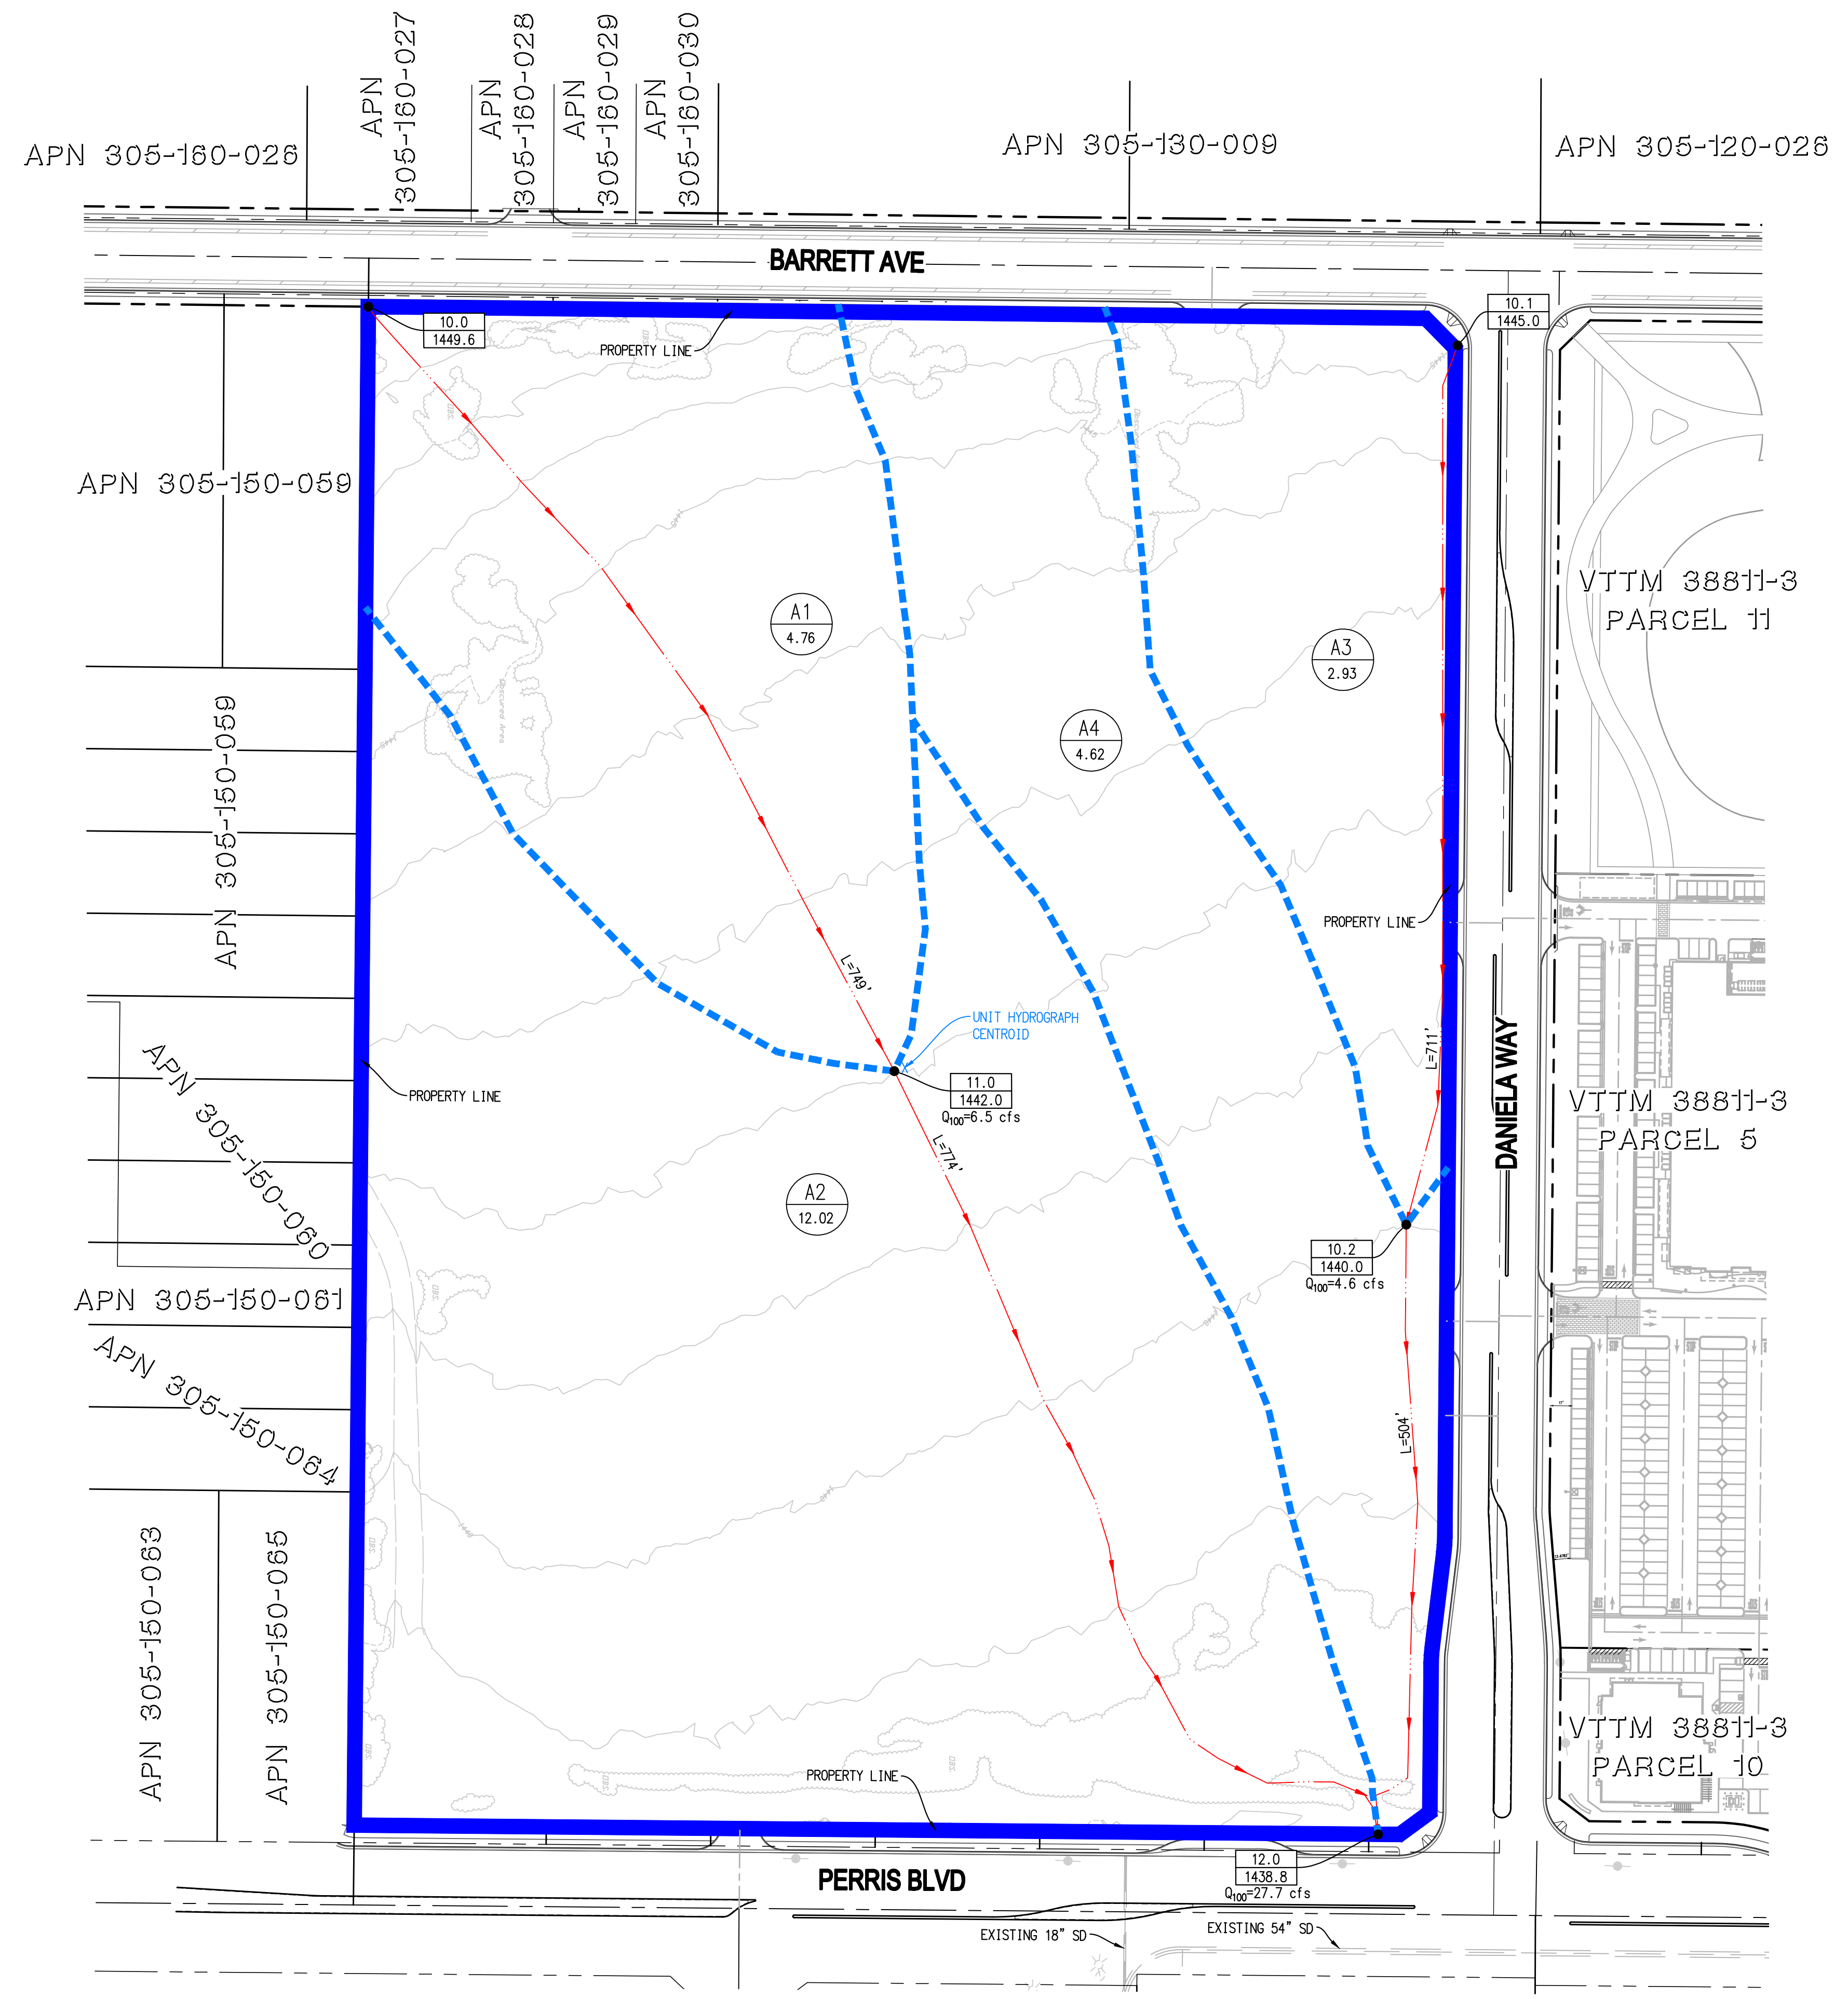 APN
305-160-027
APN
305-160-028
APN
305-160-029
APN
305-160-030
APN 305-160-026
APN 305-130-009
APN 305-120-026
BARRETT AVE
10.0
1449.6
PROPERTY LINE
10.1
1445.0
APN 305-150-059
A1
4.76
A3
2.93
A4
4.62
VTTM 38811-3
PARCEL 11
Obscured Area
Obscured Area
APN 305-150-059
PROPERTY LINE
L=749'
UNIT HYDROGRAPH
CENTROID
L=711'
DANIELA WAY
11.0
1442.0
Q100=6.5 cfs
PROPERTY LINE
APN 305-150-060
VTTM 38811-3
PARCEL 5
L=774'
A2
12.02
10.2
1440.0
Q100=4.6 cfs
APN 305-150-061
APN 305-150-064
L=504'
1440
APN 305-150-063
APN 305-150-065
VTTM 38811-3
PARCEL 10
PROPERTY LINE
12.0
1438.8
Q100=27.7 cfs
PERRIS BLVD
EXISTING 18" SD
EXISTING 54" SD